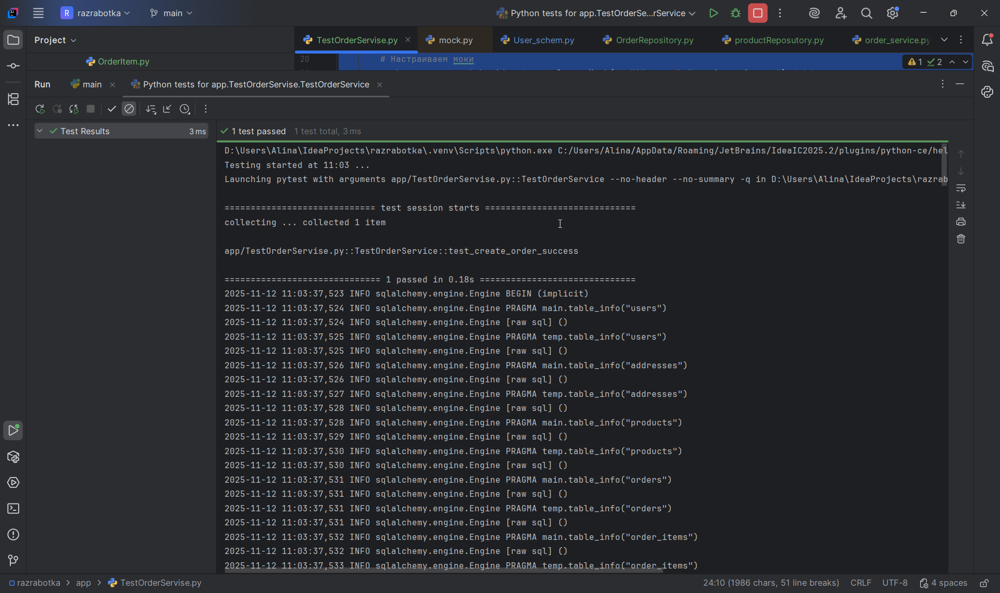 R razrabotka main Python tests for app.TestOrderSe...rService
Project
TestOrderServise.py mock.py User_schem.py OrderRepository.py productReposutory.py order_service.py
OrderItem.py
20 # Настраиваем моки
1 2
Run main Python tests for app.TestOrderServise.TestOrderService
Test Results 3 ms
1 test passed 1 test total, 3 ms
D:\Users\Alina\IdeaProjects\razrabotka\.venv\Scripts\python.exe C:/Users/Alina/AppData/Roaming/JetBrains/IdeaIC2025.2/plugins/python-ce/hel
Testing started at 11:03 ...
Launching pytest with arguments app/TestOrderServise.py::TestOrderService --no-header --no-summary -q in D:\Users\Alina\IdeaProjects\razrab
============================= test session starts =============================
collecting ... collected 1 item
app/TestOrderServise.py::TestOrderService::test_create_order_success
============================== 1 passed in 0.18s ==============================
2025-11-12 11:03:37,523 INFO sqlalchemy.engine.Engine BEGIN (implicit)
2025-11-12 11:03:37,524 INFO sqlalchemy.engine.Engine PRAGMA main.table_info("users")
2025-11-12 11:03:37,524 INFO sqlalchemy.engine.Engine [raw sql] ()
2025-11-12 11:03:37,525 INFO sqlalchemy.engine.Engine PRAGMA temp.table_info("users")
2025-11-12 11:03:37,525 INFO sqlalchemy.engine.Engine [raw sql] ()
2025-11-12 11:03:37,526 INFO sqlalchemy.engine.Engine PRAGMA main.table_info("addresses")
2025-11-12 11:03:37,526 INFO sqlalchemy.engine.Engine [raw sql] ()
2025-11-12 11:03:37,527 INFO sqlalchemy.engine.Engine PRAGMA temp.table_info("addresses")
2025-11-12 11:03:37,528 INFO sqlalchemy.engine.Engine [raw sql] ()
2025-11-12 11:03:37,528 INFO sqlalchemy.engine.Engine PRAGMA main.table_info("products")
2025-11-12 11:03:37,529 INFO sqlalchemy.engine.Engine [raw sql] ()
2025-11-12 11:03:37,530 INFO sqlalchemy.engine.Engine PRAGMA temp.table_info("products")
2025-11-12 11:03:37,530 INFO sqlalchemy.engine.Engine [raw sql] ()
2025-11-12 11:03:37,531 INFO sqlalchemy.engine.Engine PRAGMA main.table_info("orders")
2025-11-12 11:03:37,531 INFO sqlalchemy.engine.Engine [raw sql] ()
2025-11-12 11:03:37,531 INFO sqlalchemy.engine.Engine PRAGMA temp.table_info("orders")
2025-11-12 11:03:37,531 INFO sqlalchemy.engine.Engine [raw sql] ()
2025-11-12 11:03:37,532 INFO sqlalchemy.engine.Engine PRAGMA main.table_info("order_items")
2025-11-12 11:03:37,532 INFO sqlalchemy.engine.Engine [raw sql] ()
2025-11-12 11:03:37,533 INFO sqlalchemy.engine.Engine PRAGMA temp.table_info("order_items")
razrabotka > app > TestOrderServise.py 24:10 (1986 chars, 51 line breaks) CRLF UTF-8 4 spaces